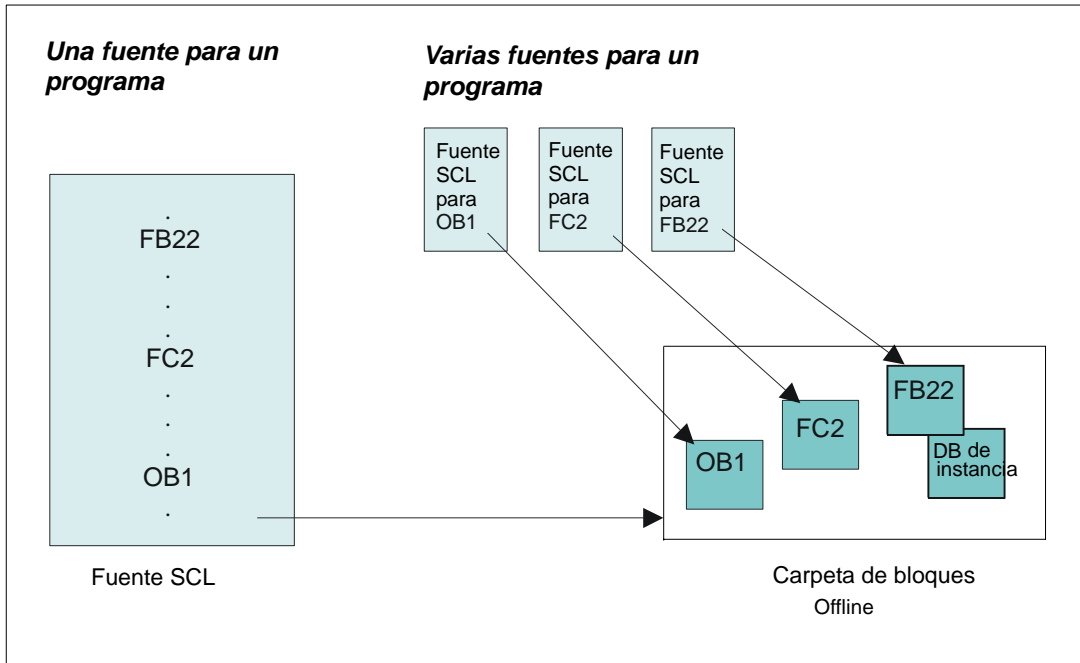 Una fuente para un
programa
Varias fuentes para un
programa
Fuente
SCL
para
OB1
Fuente
SCL
para
FC2
Fuente
SCL
para
FB22
.
FB22
.
.
.
FC2
.
.
.
OB1
.
Fuente SCL
FB22
FC2
OB1
DB de
instancia
Carpeta de bloques
Offline